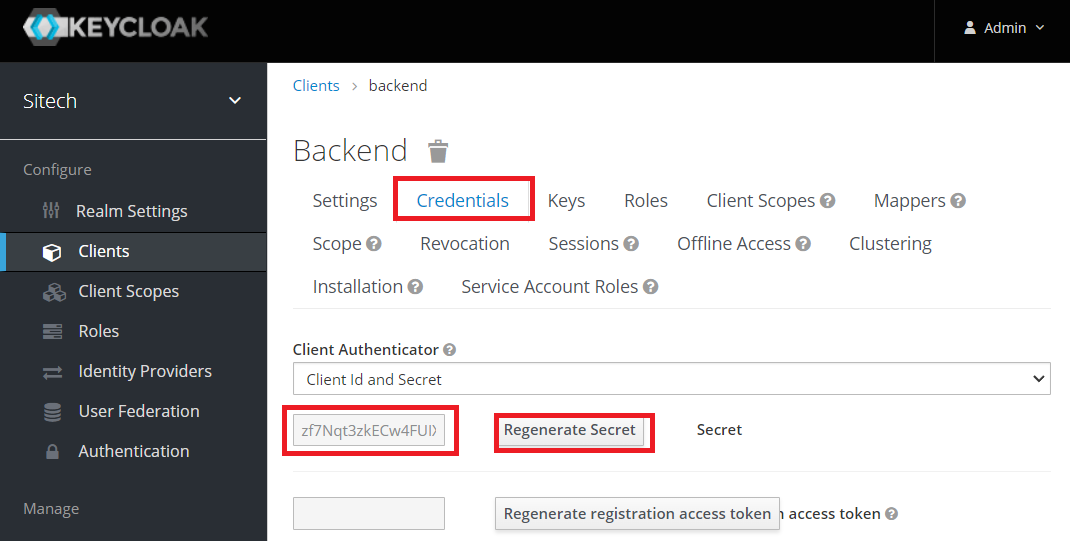 KEYCLOAK
Admin
Sitech
Configure
Realm Settings
Clients
Client Scopes
Roles
Identity Providers
User Federation
Authentication
Manage
Clients > backend
Backend
Settings Credentials Keys Roles Client Scopes ? Mappers ?
Scope ? Revocation Sessions ? Offline Access ? Clustering
Installation ? Service Account Roles ?
Client Authenticator ?
Client Id and Secret
zf7Nqt3zkECw4FUI Regenerate Secret Secret
Regenerate registration access token access token ?